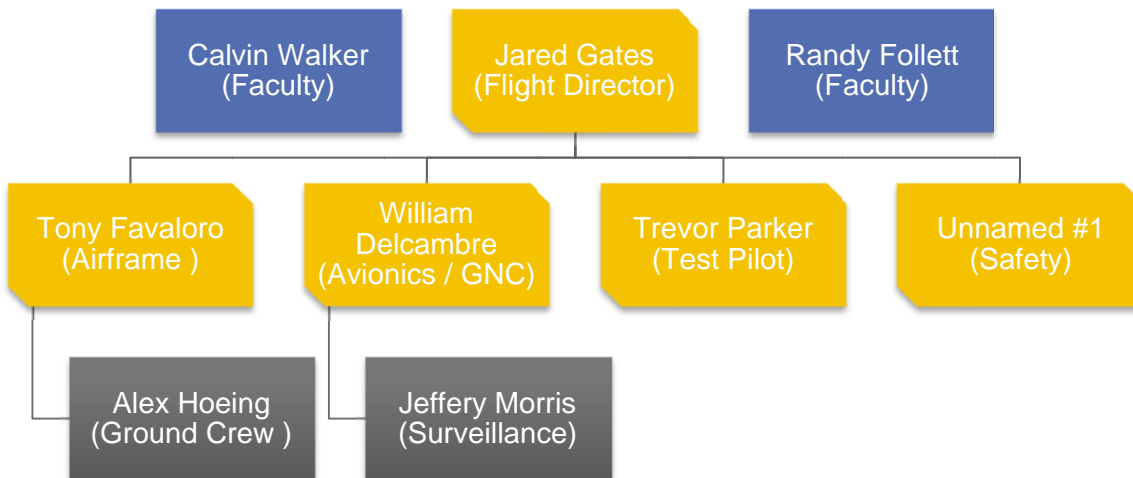 Calvin Walker
(Faculty)
Jared Gates
(Flight Director)
Randy Follett
(Faculty)
Tony Favaloro
(Airframe )
William
Delcambre
(Avionics / GNC)
Trevor Parker
(Test Pilot)
Unnamed #1
(Safety)
Alex Hoeing
(Ground Crew )
Jeffery Morris
(Surveillance)